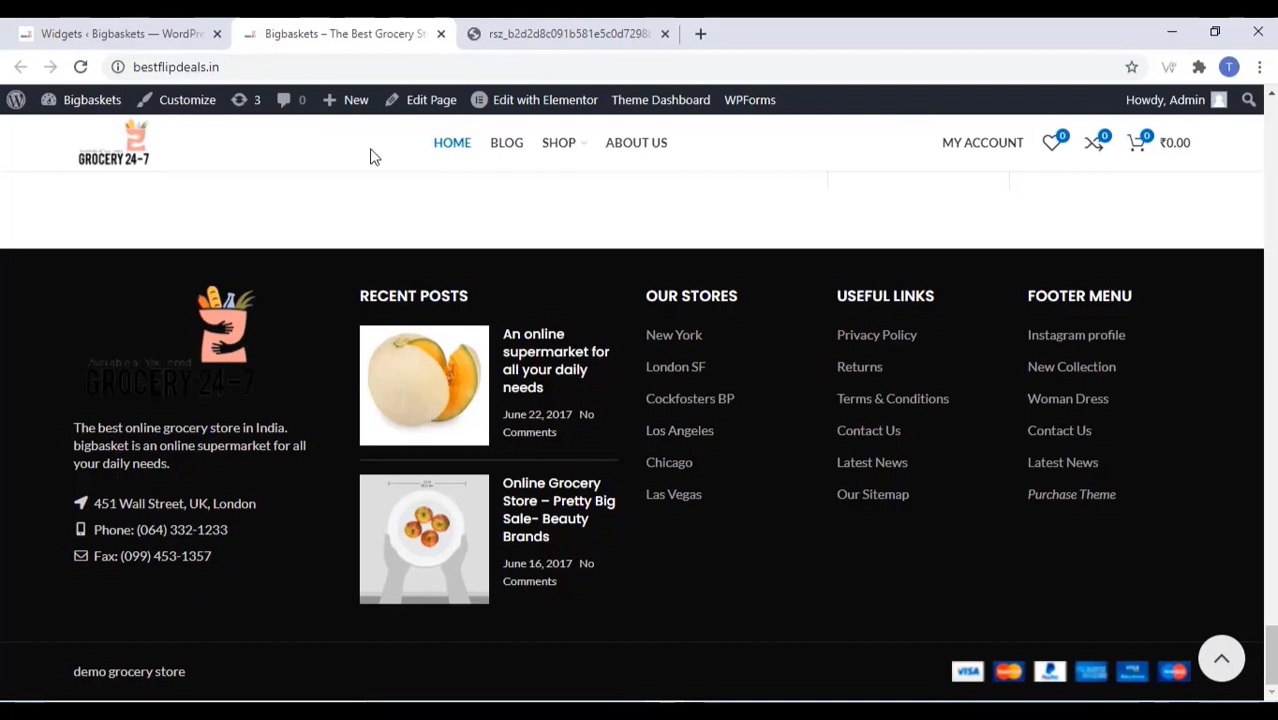 Widgets ‹ Bigbaskets — WordPre
Bigbaskets – The Best Grocery St
rsz_b2d2d8c091b581e5c0d7298
bestflipdeals.in
T
Bigbaskets
Customize
3
0
New
Edit Page
Edit with Elementor
Theme Dashboard
WPForms
Howdy, Admin
GROCERY 24-7
HOME
BLOG
SHOP
ABOUT US
MY ACCOUNT
0
0
0
₹0.00
Available a You need
GROCERY 24-7
The best online grocery store in India.
bigbasket is an online supermarket for all
your daily needs.
451 Wall Street, UK, London
Phone: (064) 332-1233
Fax: (099) 453-1357
RECENT POSTS
An online
supermarket for
all your daily
needs
June 22, 2017 No
Comments
Online Grocery
Store – Pretty Big
Sale- Beauty
Brands
June 16, 2017 No
Comments
OUR STORES
New York
London SF
Cockfosters BP
Los Angeles
Chicago
Las Vegas
USEFUL LINKS
Privacy Policy
Returns
Terms & Conditions
Contact Us
Latest News
Our Sitemap
FOOTER MENU
Instagram profile
New Collection
Woman Dress
Contact Us
Latest News
Purchase Theme
demo grocery store
VISA
PayPal